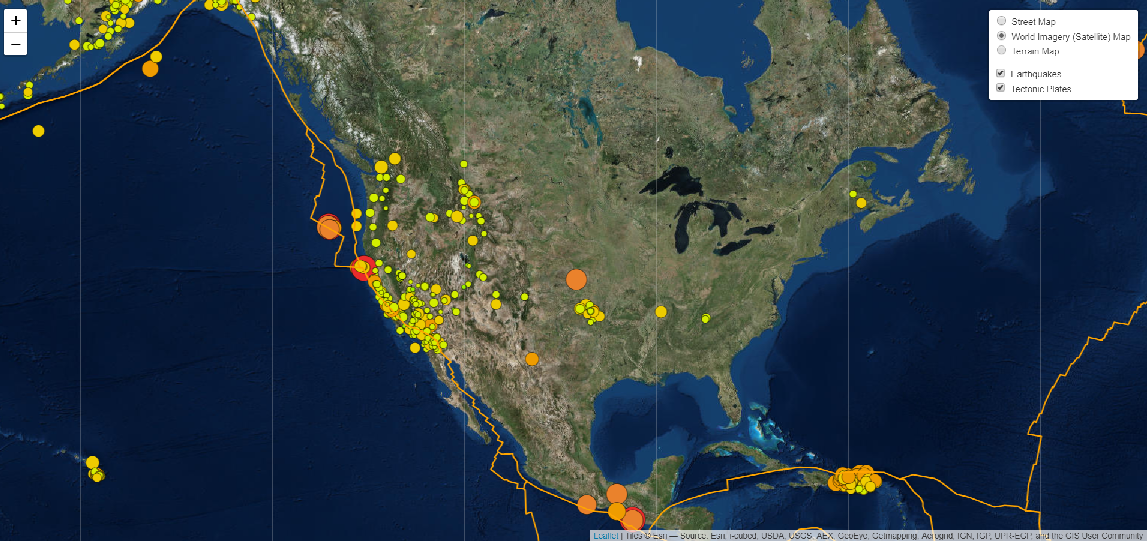 +
−
Street Map
World Imagery (Satellite) Map
Terrain Map
Earthquakes
Tectonic Plates
Leaflet | Tiles © Esri — Source: Esri, i-cubed, USDA, USGS, AEX, GeoEye, Getmapping, Aerogrid, IGN, IGP, UPR-EGP, and the GIS User Community